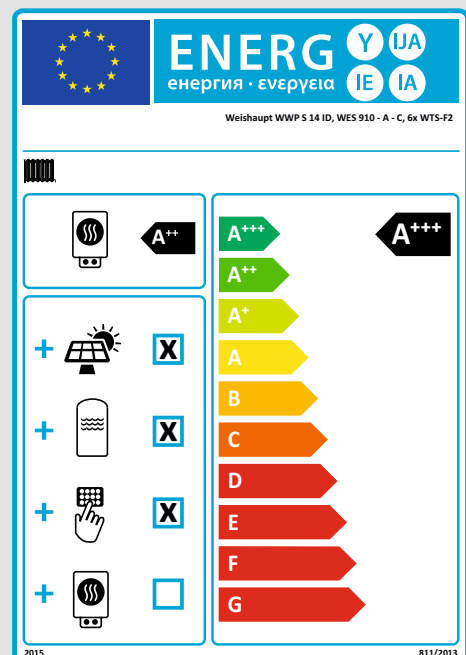 ENERG Y IJA
енергия · ενεργεια IE IA
Weishaupt WWP S 14 ID, WES 910 - A - C, 6x WTS-F2
A++
A+++ A+++
A++
A+
+ X
A
B
+ X
C
D
+ X
E
F
+
G
2015 811/2013